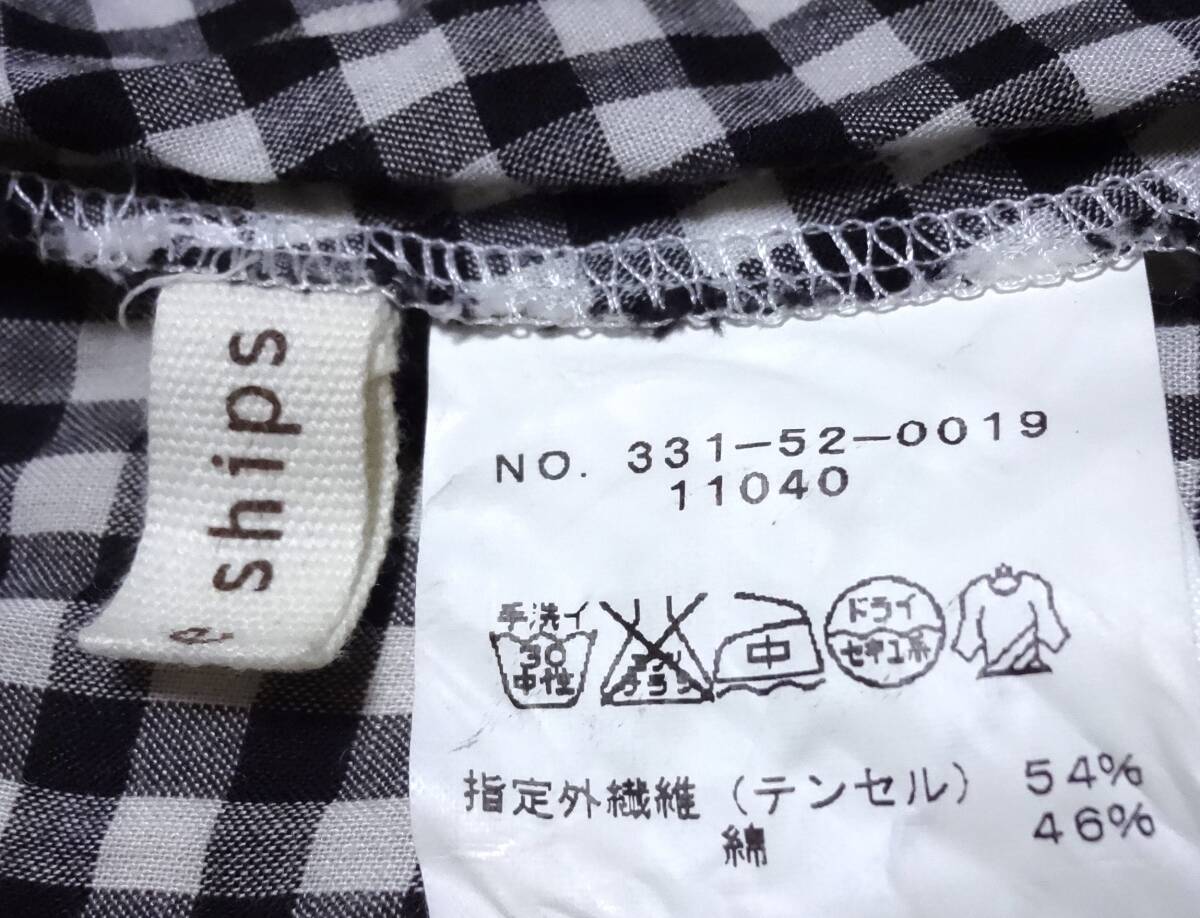 ships
NO. 331-52-0019
11040
手洗イ
30
中性
中
ドライ
セキユ系
指定外繊維(テンセル) 54%
綿 46%